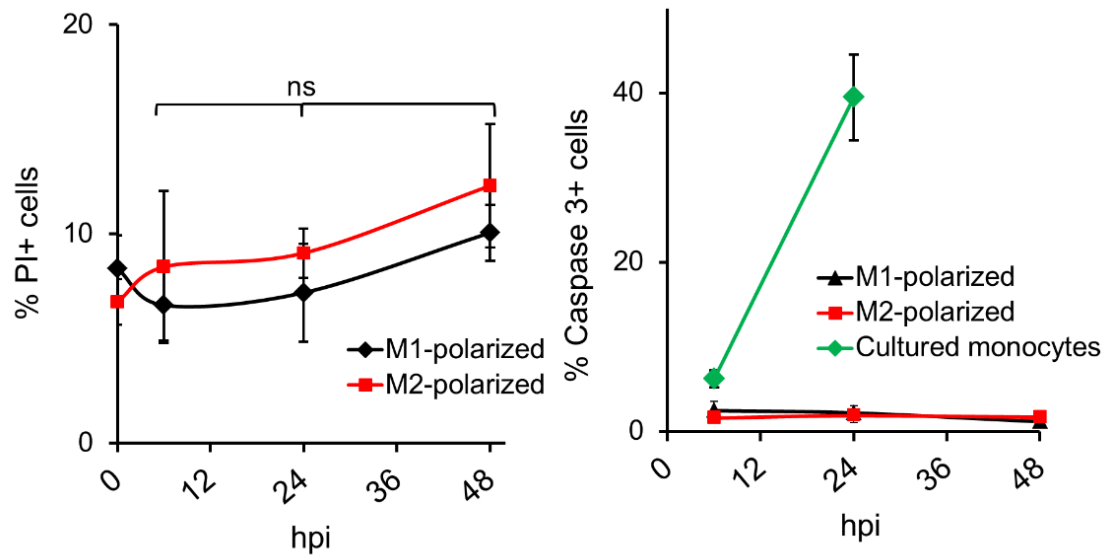 20
10
0
% PI+ cells
ns
M1-polarized
M2-polarized
0 12 24 36 48
hpi
40
20
0
% Caspase 3+ cells
M1-polarized
M2-polarized
Cultured monocytes
0 12 24 36 48
hpi